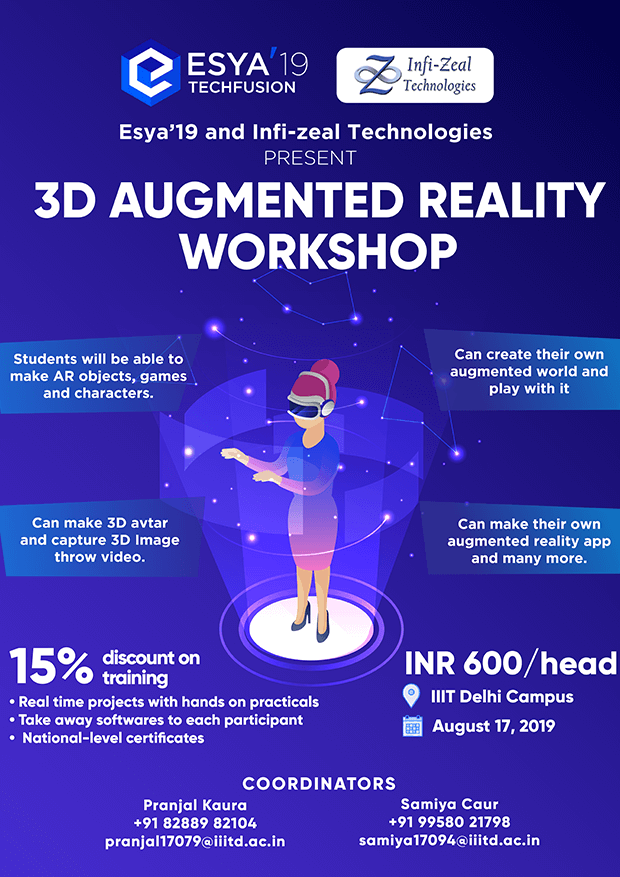 ESYA'19
TECHFUSION
Infi-Zeal
Technologies
Esya'19 and Infi-zeal Technologies
PRESENT
3D AUGMENTED REALITY
WORKSHOP
Students will be able to
make AR objects, games
and characters.
Can create their own
augmented world and
play with it
Can make 3D avtar
and capture 3D Image
throw video.
Can make their own
augmented reality app
and many more.
15% discount on
training
• Real time projects with hands on practicals
• Take away softwares to each participant
• National-level certificates
INR 600/head
IIIT Delhi Campus
August 17, 2019
COORDINATORS
Pranjal Kaura
+91 82889 82104
pranjal17079@iiitd.ac.in
Samiya Caur
+91 99580 21798
samiya17094@iiitd.ac.in